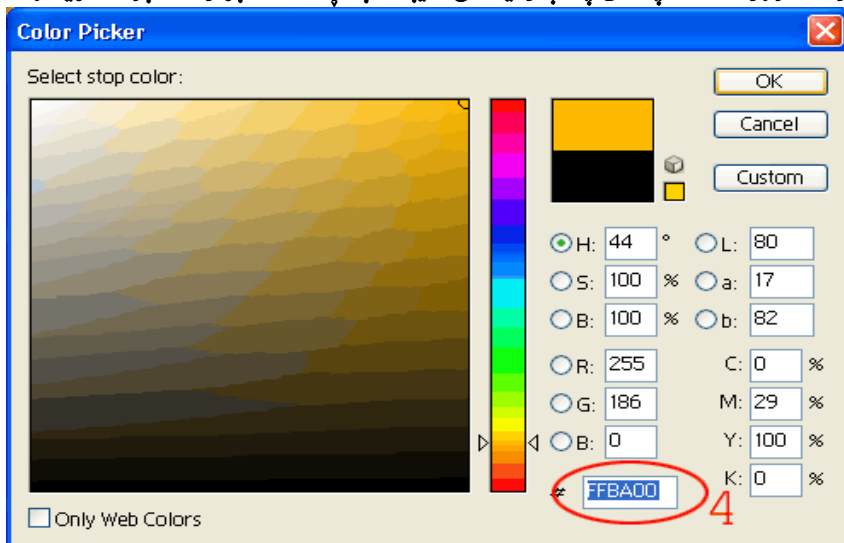 Color Picker
Select stop color:
OK
Cancel
Custom
H: 44 ° L: 80
S: 100 % a: 17
B: 100 % b: 82
R: 255 C: 0 %
G: 186 M: 29 %
B: 0 Y: 100 %
# FFBA00 K: 0 %
4
Only Web Colors